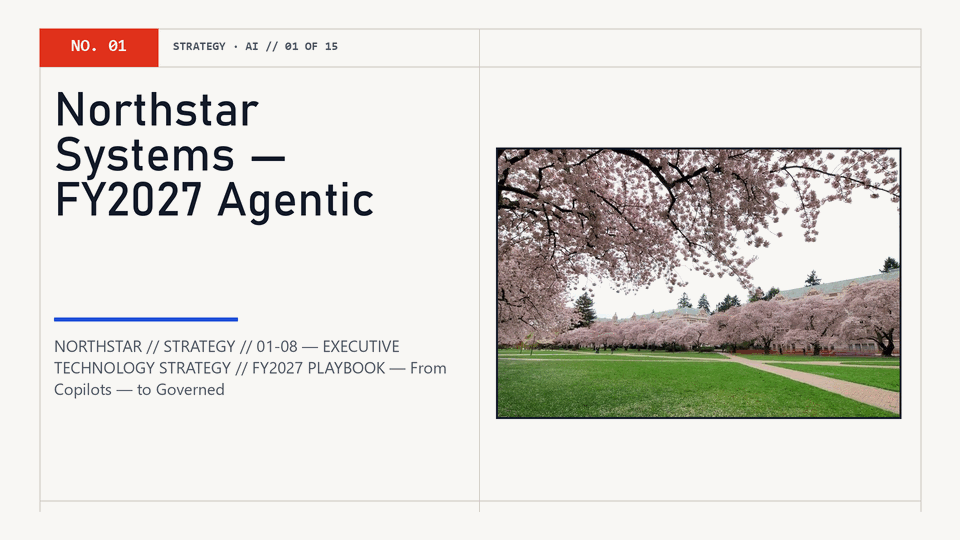 NO. 01
STRATEGY · AI // 01 OF 15
Northstar
Systems —
FY2027 Agentic
NORTHSTAR // STRATEGY // 01-08 — EXECUTIVE
TECHNOLOGY STRATEGY // FY2027 PLAYBOOK — From
Copilots — to Governed